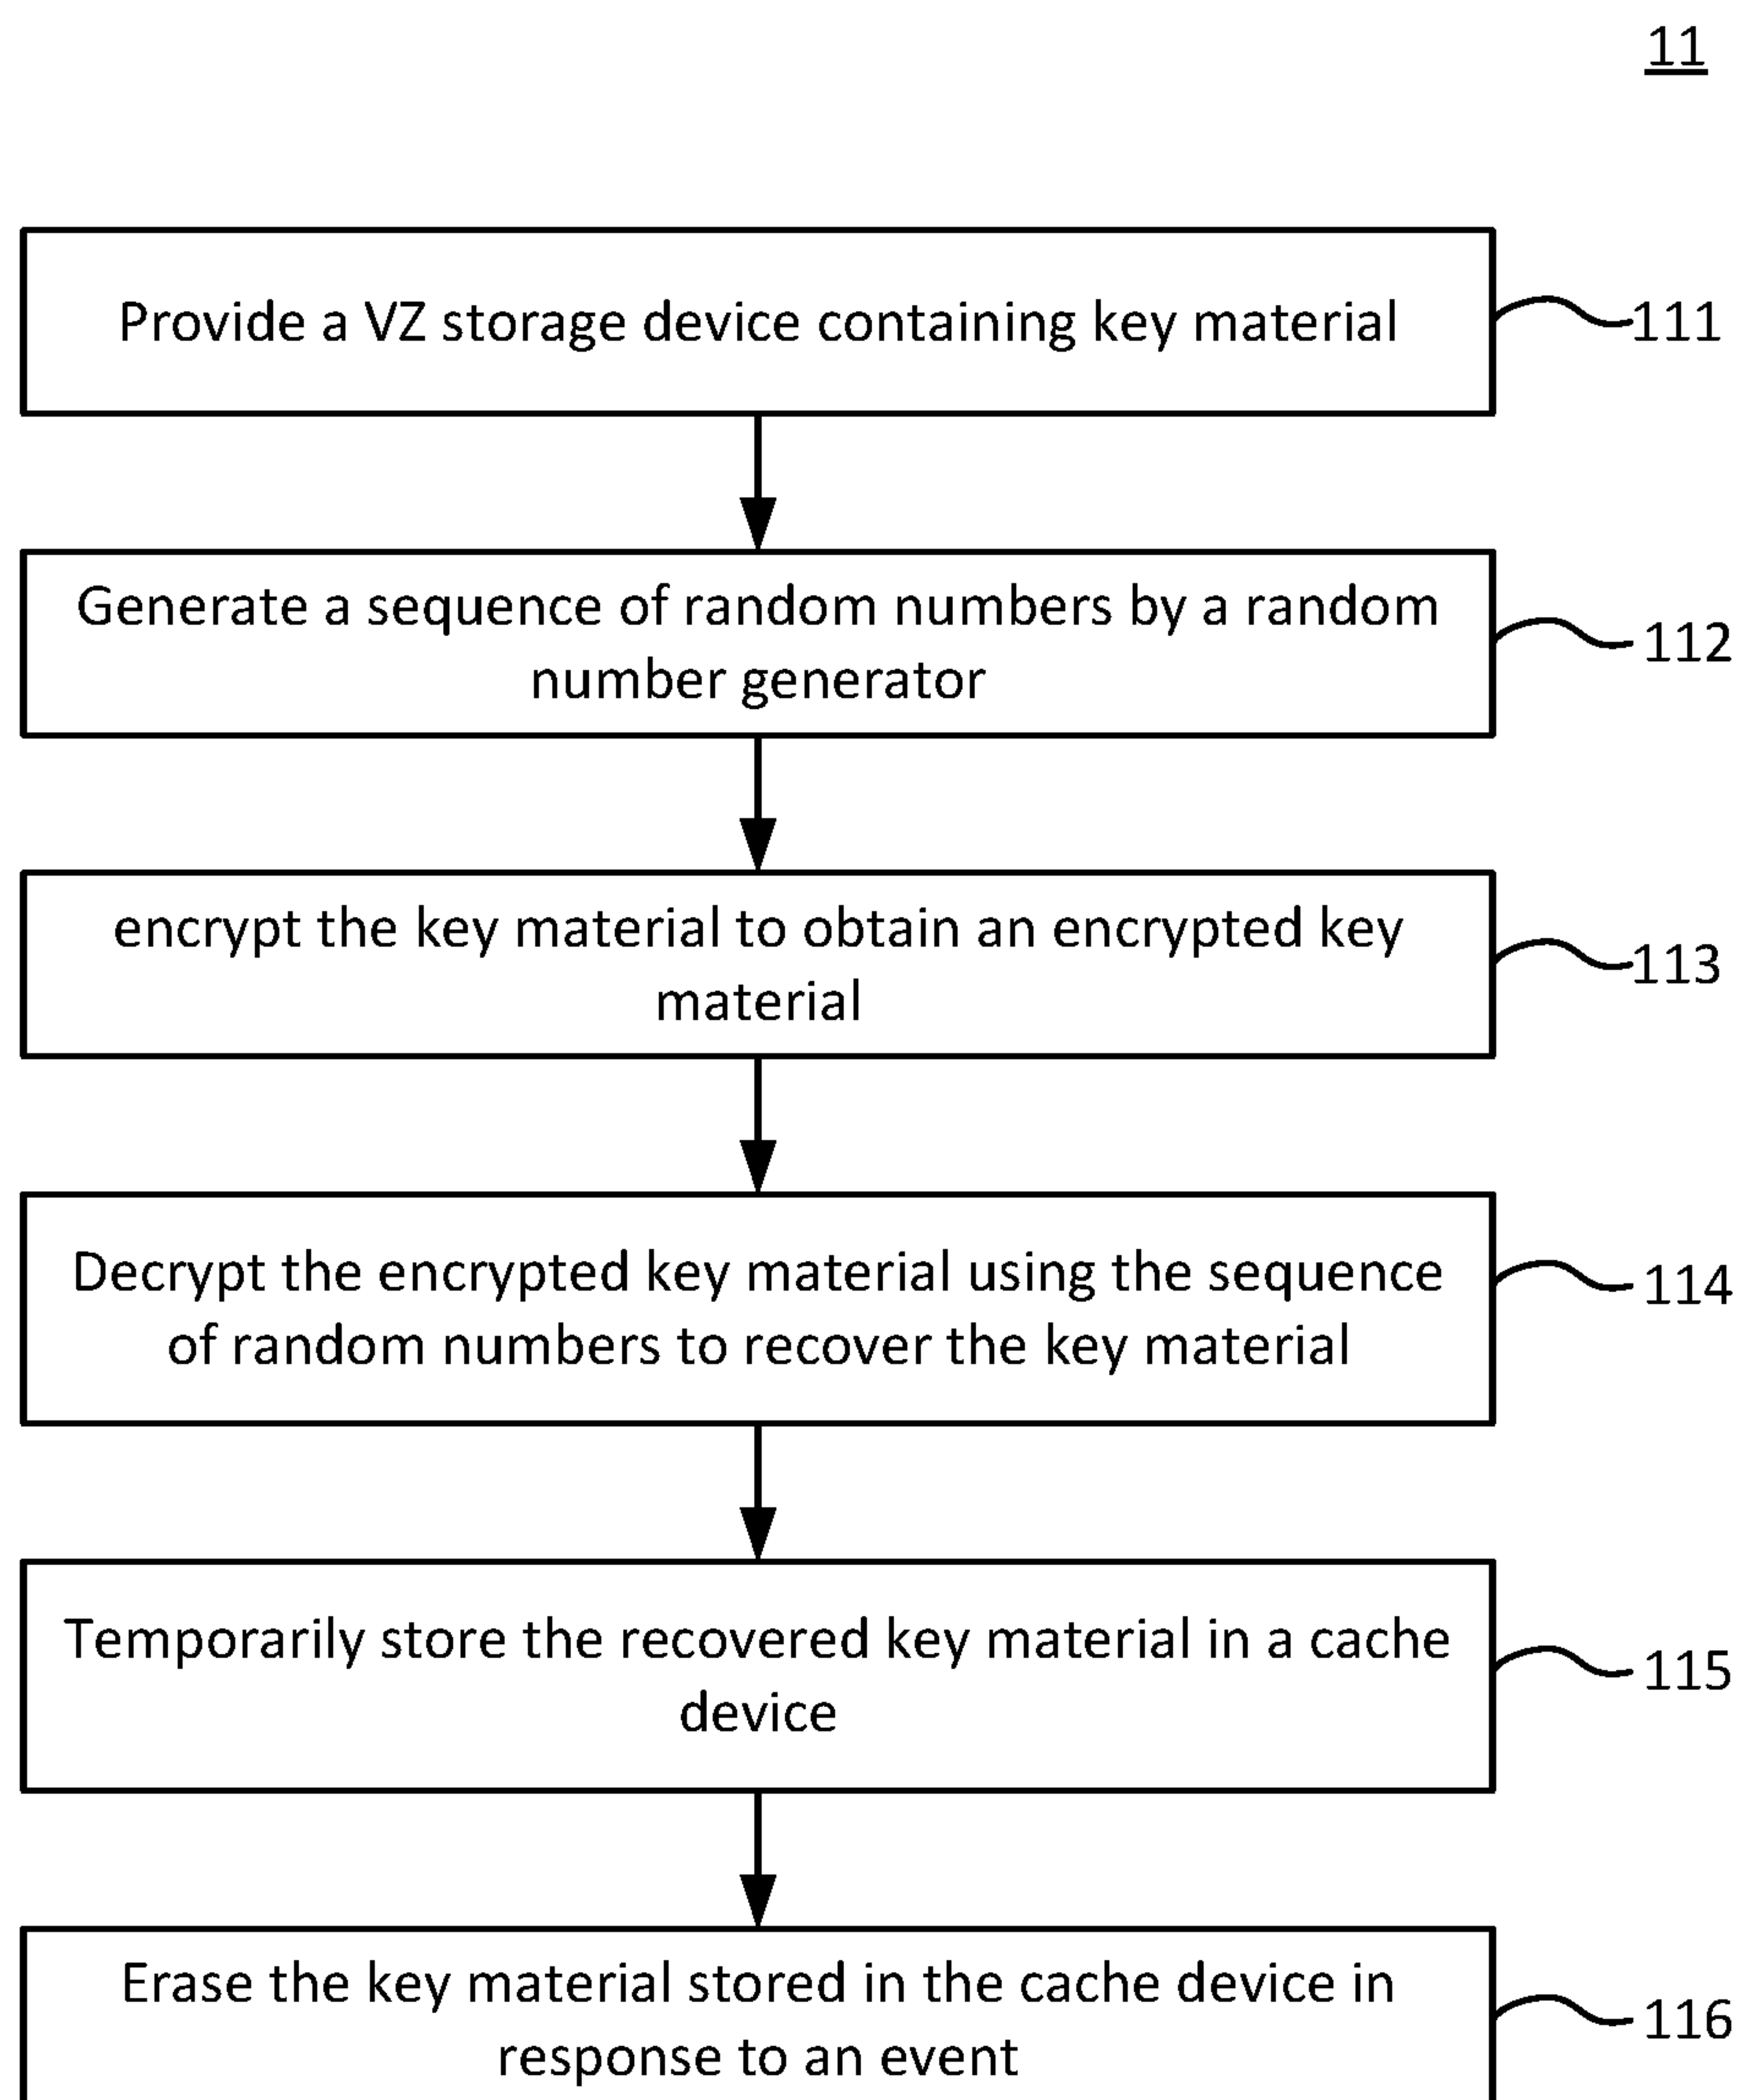 11
Provide a VZ storage device containing key material
111
Generate a sequence of random numbers by a random
number generator
112
encrypt the key material to obtain an encrypted key
material
113
Decrypt the encrypted key material using the sequence
of random numbers to recover the key material
114
Temporarily store the recovered key material in a cache
device
115
Erase the key material stored in the cache device in
response to an event
116